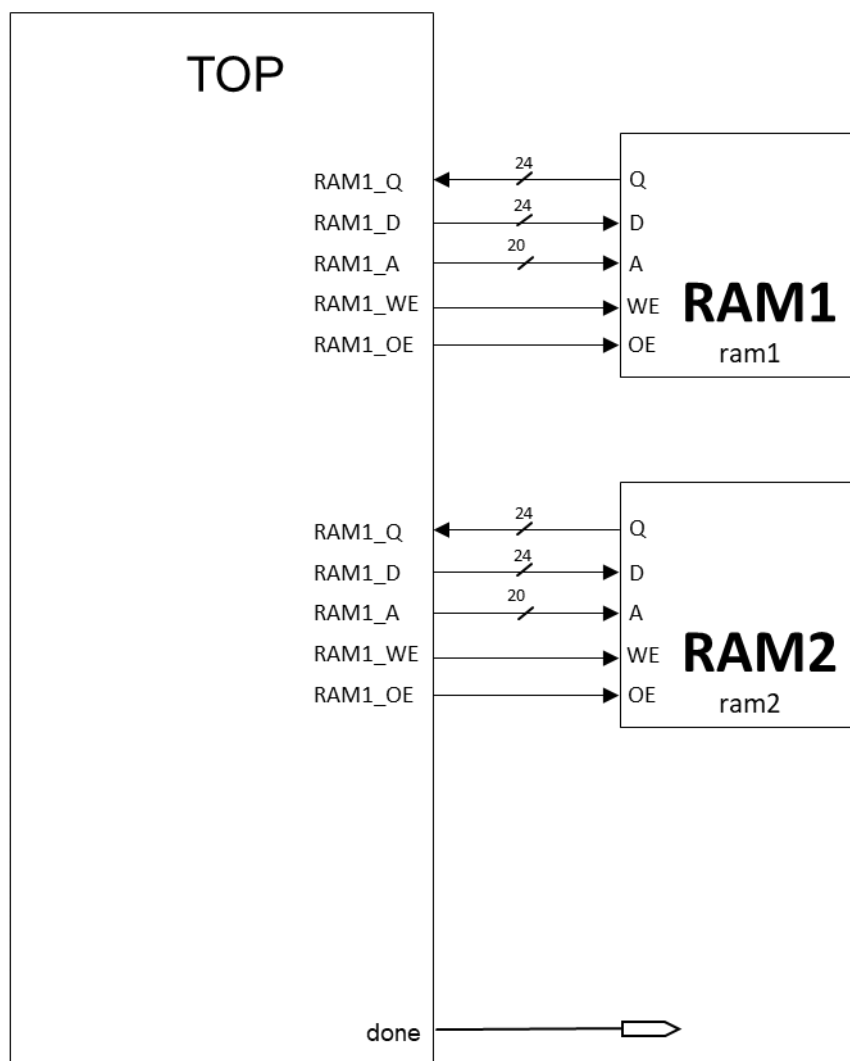 TOP
RAM1_Q 24 Q
RAM1_D 24 D
RAM1_A 20 A
RAM1_WE WE
RAM1_OE OE
RAM1
ram1
RAM1_Q 24 Q
RAM1_D 24 D
RAM1_A 20 A
RAM1_WE WE
RAM1_OE OE
RAM2
ram2
done